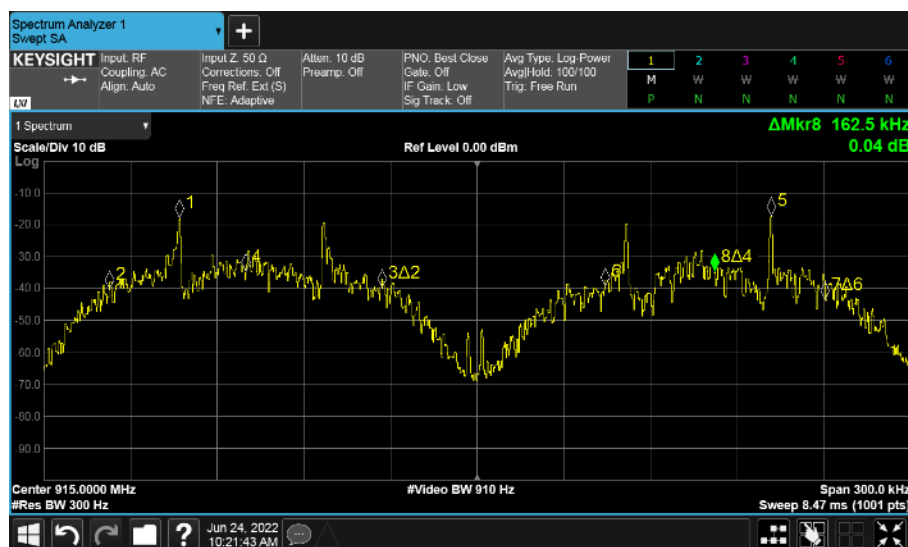 Spectrum Analyzer 1
Swept SA
KEYSIGHT
Input: RF
Coupling: AC
Align: Auto
Input Z: 50 Ω
Corrections: Off
Freq Ref: Ext (S)
NFE: Adaptive
Atten: 10 dB
Preamp: Off
PNO: Best Close
Gate: Off
IF Gain: Low
Sig Track: Off
Avg Type: Log-Power
Avg|Hold: 100/100
Trig: Free Run
1 2 3 4 5 6
M W W W W W
P N N N N N
LXI
1 Spectrum
ΔMkr8 162.5 kHz
0.04 dB
Scale/Div 10 dB
Ref Level 0.00 dBm
Log
1
5
-10.0
-20.0
2
4
8Δ4
-30.0
3Δ2
6
7Δ6
-40.0
-50.0
-60.0
-70.0
-80.0
-90.0
Center 915.0000 MHz
#Video BW 910 Hz
Span 300.0 kHz
#Res BW 300 Hz
Sweep 8.47 ms (1001 pts)
?
Jun 24, 2022
10:21:43 AM